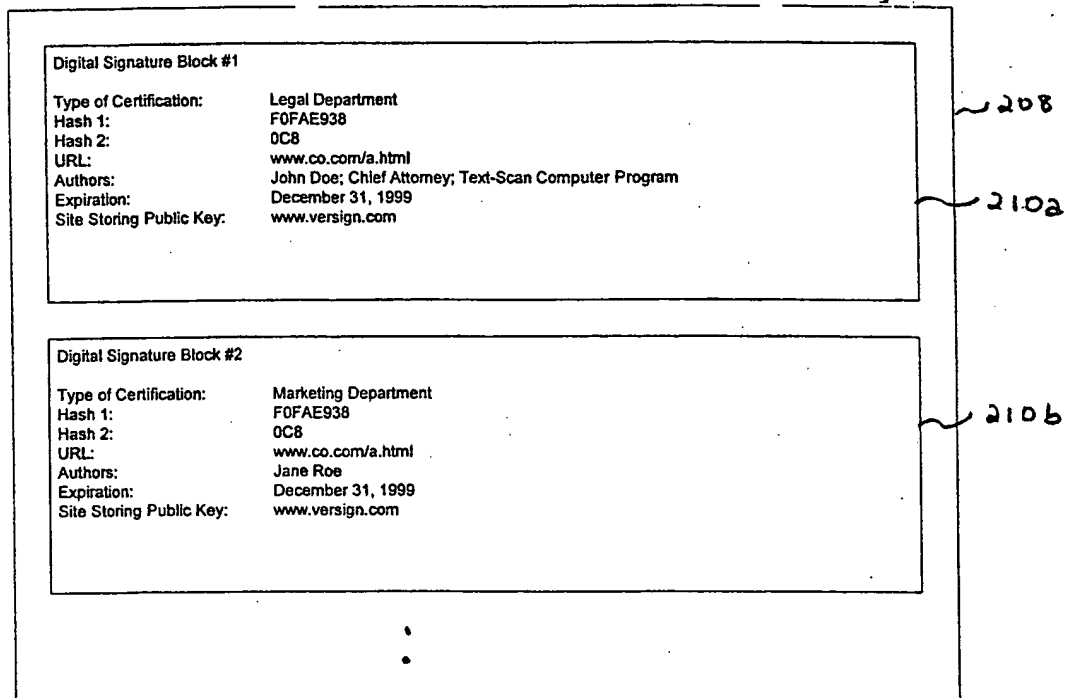 Digital Signature Block #1
Type of Certification: Legal Department
Hash 1: F0FAE938
Hash 2: 0C8
URL: www.co.com/a.html
Authors: John Doe; Chief Attorney; Text-Scan Computer Program
Expiration: December 31, 1999
Site Storing Public Key: www.versign.com
208
210a
Digital Signature Block #2
Type of Certification: Marketing Department
Hash 1: F0FAE938
Hash 2: 0C8
URL: www.co.com/a.html
Authors: Jane Roe
Expiration: December 31, 1999
Site Storing Public Key: www.versign.com
210b